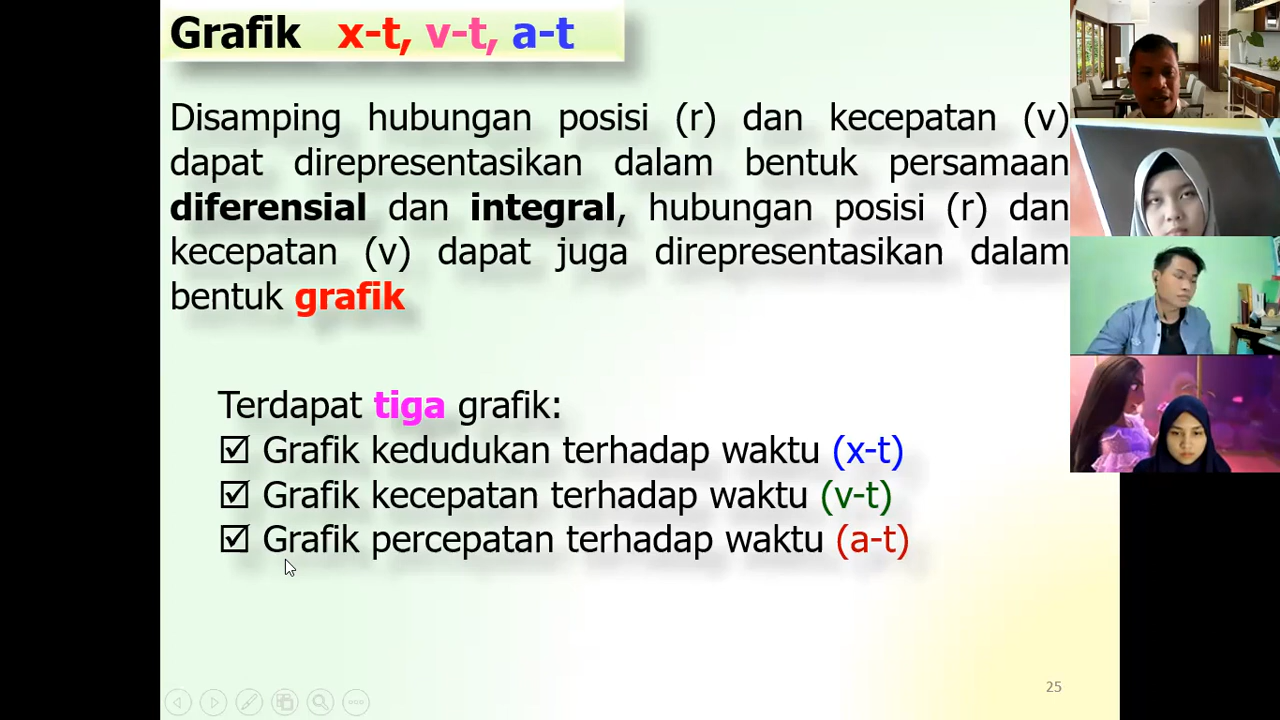 Grafik x-t, v-t, a-t
Disamping hubungan posisi (r) dan kecepatan (v)
dapat direpresentasikan dalam bentuk persamaan
diferensial dan integral, hubungan posisi (r) dan
kecepatan (v) dapat juga direpresentasikan dalam
bentuk grafik
Terdapat tiga grafik:
☑ Grafik kedudukan terhadap waktu (x-t)
☑ Grafik kecepatan terhadap waktu (v-t)
☑ Grafik percepatan terhadap waktu (a-t)
25